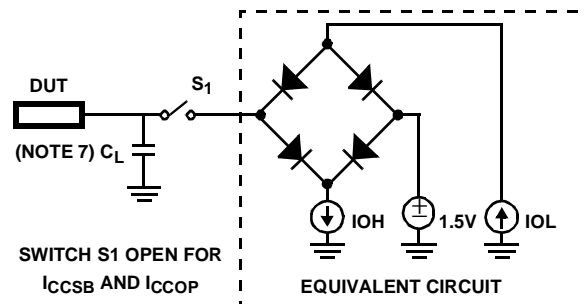 DUT
S1
(NOTE 7) CL
IOH
±
1.5V
IOL
SWITCH S1 OPEN FOR
ICCSB AND ICCOP
EQUIVALENT CIRCUIT